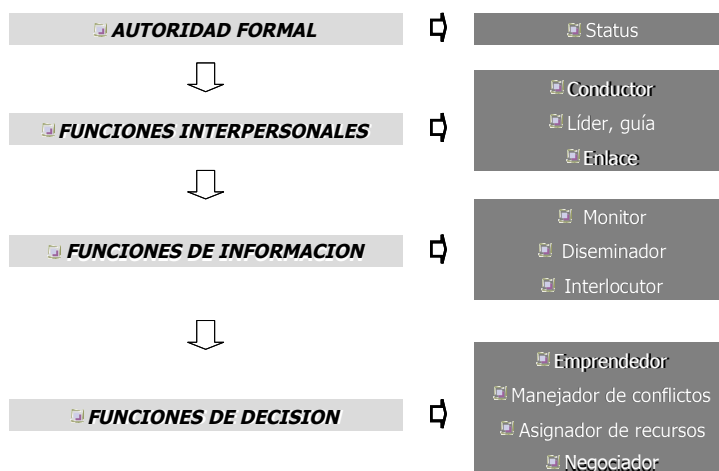 AUTORIDAD FORMAL
Status
FUNCIONES INTERPERSONALES
Conductor
Líder, guía
Enlace
FUNCIONES DE INFORMACION
Monitor
Diseminador
Interlocutor
FUNCIONES DE DECISION
Emprendedor
Manejador de conflictos
Asignador de recursos
Negociador